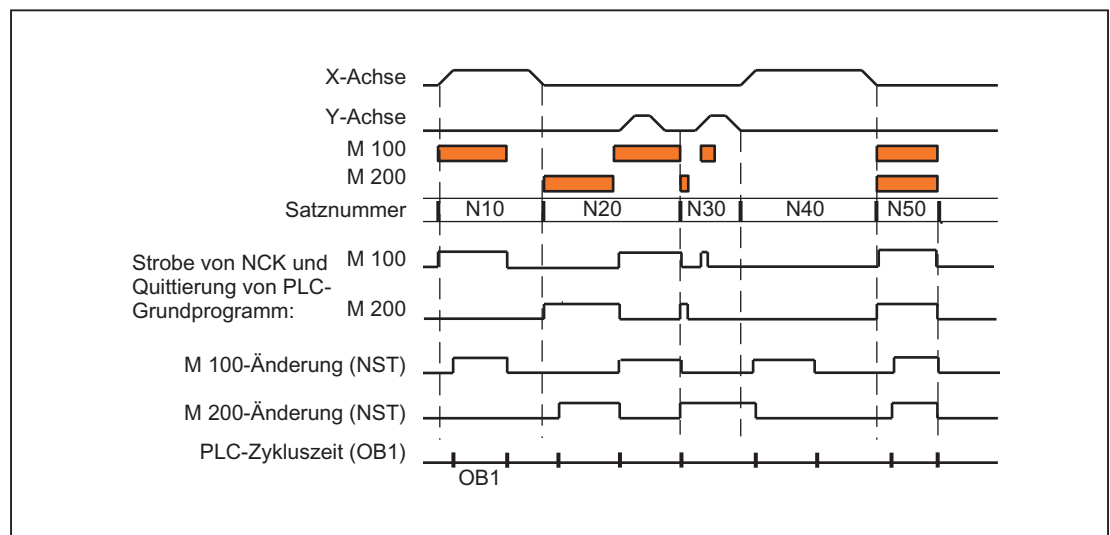 X-Achse
Y-Achse
M 100
M 200
Satznummer N10 N20 N30 N40 N50
Strobe von NCK und M 100
Quittierung von PLC-
Grundprogramm: M 200
M 100-Änderung (NST)
M 200-Änderung (NST)
PLC-Zykluszeit (OB1)
OB1